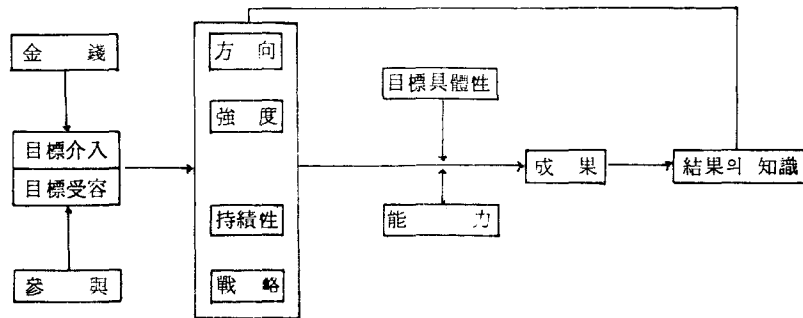 金 錢
目標介入
目標受容
參 與
方 向
強 度
持績性
戰 略
目標具體性
能 力
成 果
結果의 知識